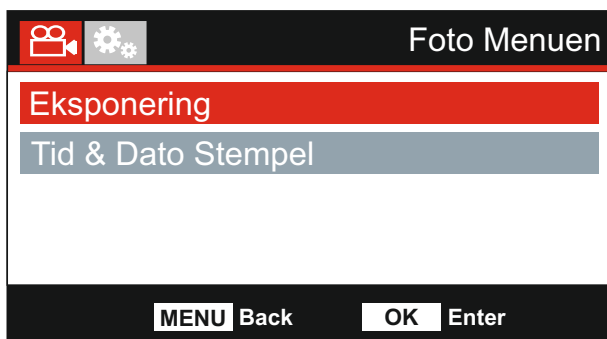 Foto Menuen
Eksponering
Tid & Dato Stempel
MENU Back OK Enter